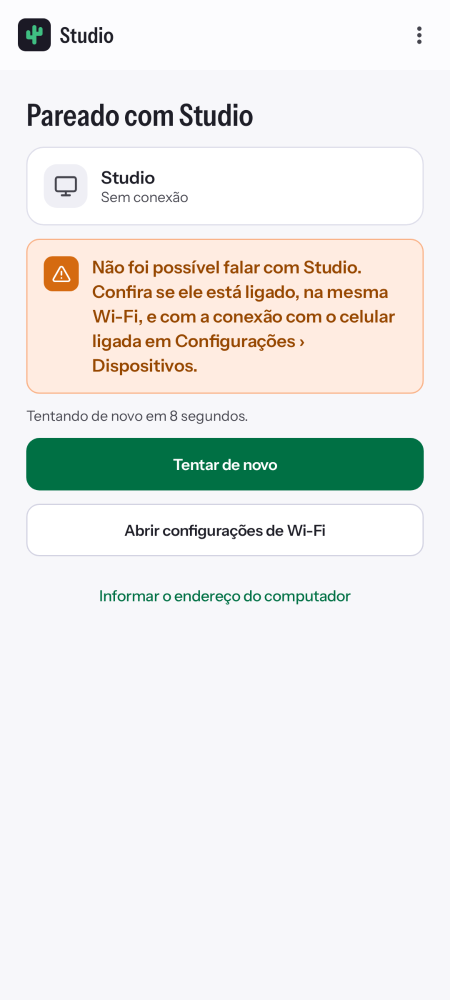 Studio
Pareado com Studio
Studio
Sem conexão
Não foi possível falar com Studio.
Confira se ele está ligado, na mesma
Wi-Fi, e com a conexão com o celular
ligada em Configurações ›
Dispositivos.
Tentando de novo em 8 segundos.
Tentar de novo
Abrir configurações de Wi-Fi
Informar o endereço do computador